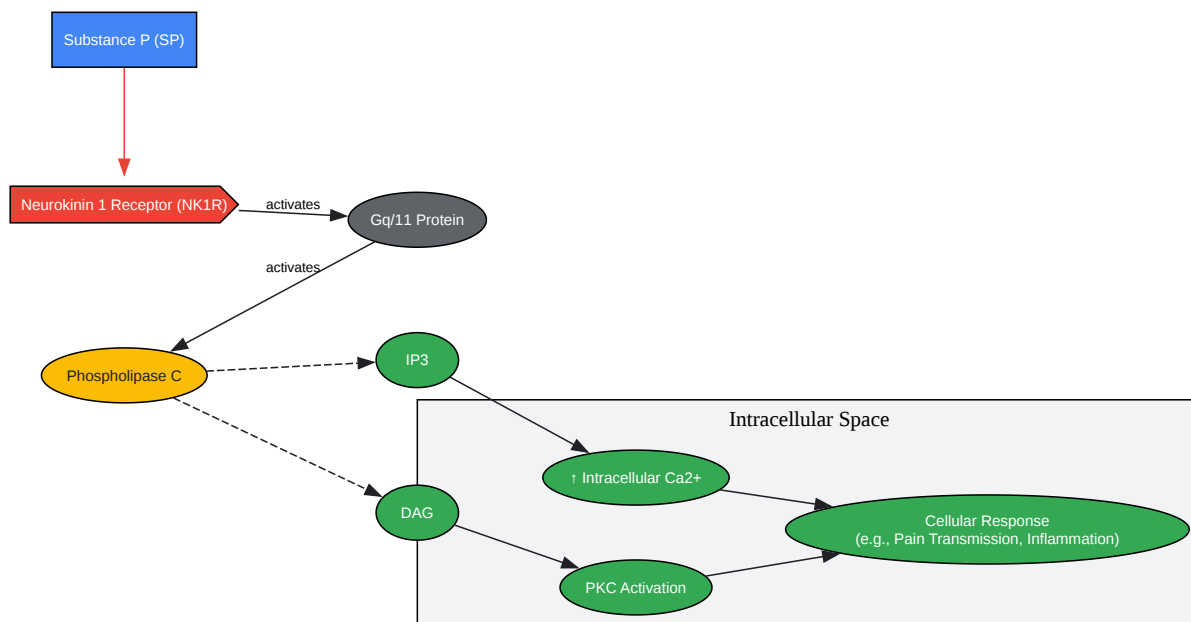 Substance P (SP)
Neurokinin 1 Receptor (NK1R)
activates
Gq/11 Protein
activates
Phospholipase C
IP3
Intracellular Space
↑ Intracellular Ca2+
DAG
Cellular Response
(e.g., Pain Transmission, Inflammation)
PKC Activation